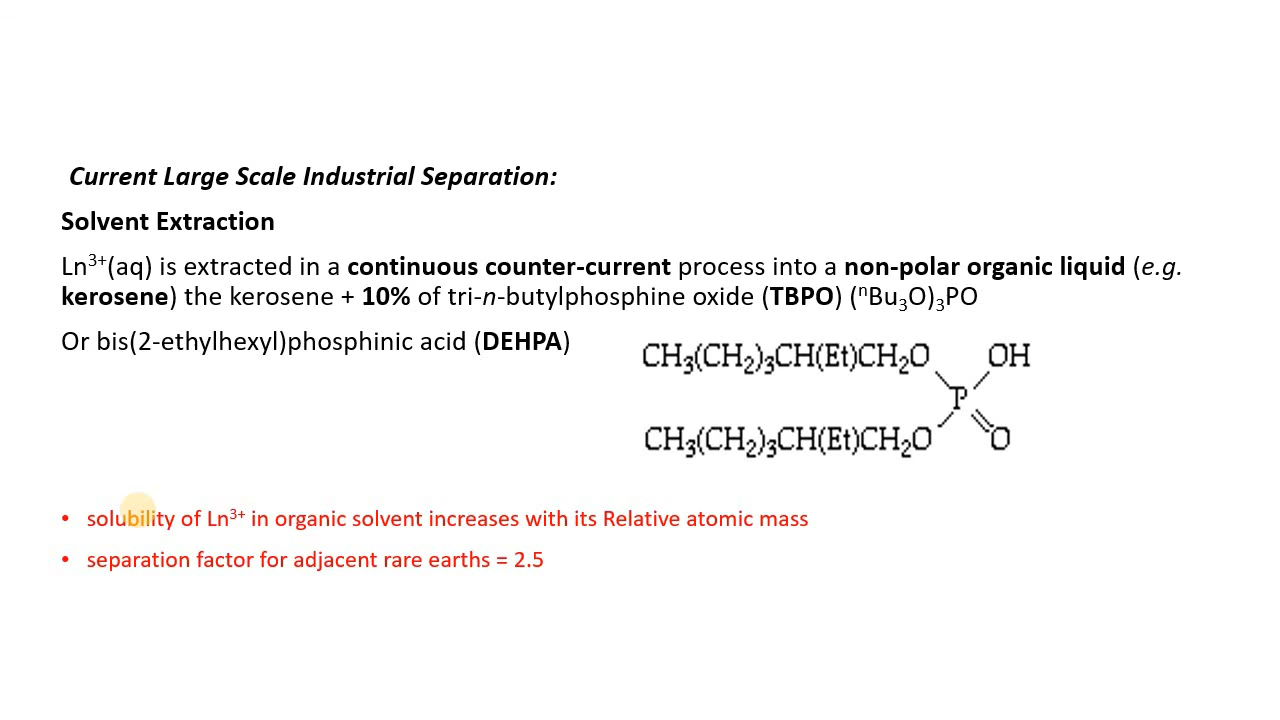 Current Large Scale Industrial Separation:
Solvent Extraction
Ln³⁺(aq) is extracted in a continuous counter-current process into a non-polar organic liquid (e.g.
kerosene) the kerosene + 10% of tri-n-butylphosphine oxide (TBPO) (ⁿBu₃O)₃PO
Or bis(2-ethylhexyl)phosphinic acid (DEHPA)
CH₃(CH₂)₃CH(Et)CH₂O OH
P
CH₃(CH₂)₃CH(Et)CH₂O O
• solubility of Ln³⁺ in organic solvent increases with its Relative atomic mass
• separation factor for adjacent rare earths = 2.5